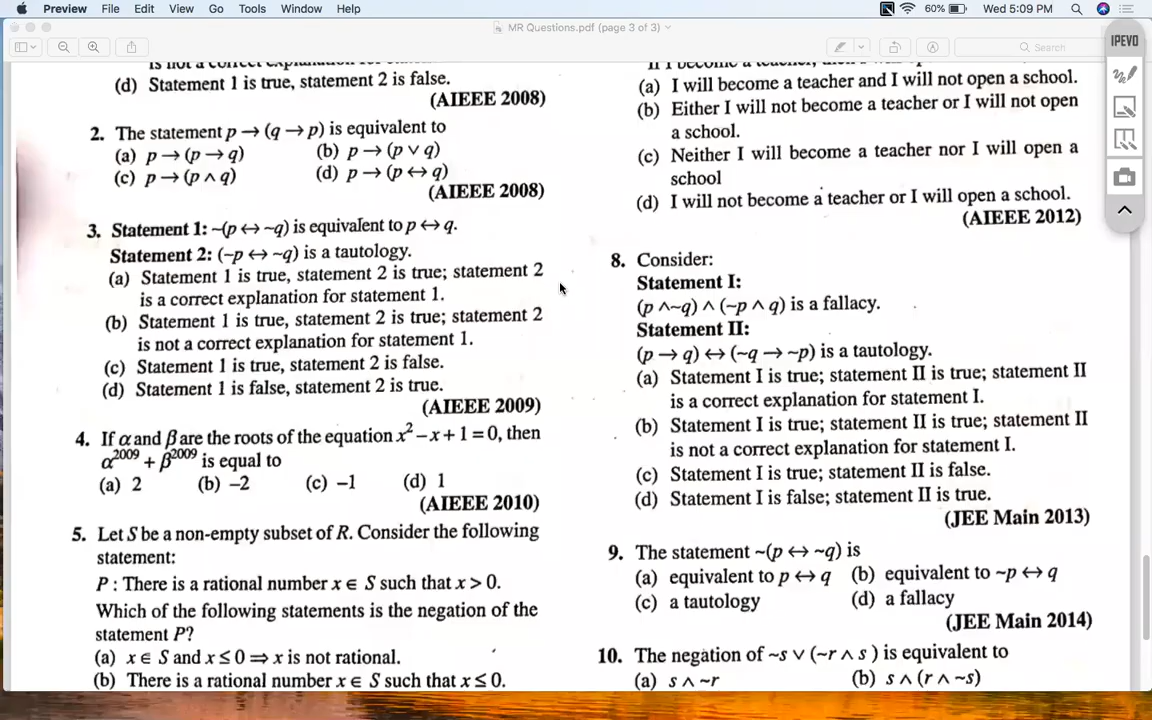 Preview File Edit View Go Tools Window Help
60% Wed 5:09 PM
MR Questions.pdf (page 3 of 3)
Search
IPEVO
is not a correct explanation for
(d) Statement 1 is true, statement 2 is false.
(AIEEE 2008)
2. The statement p → (q → p) is equivalent to
(a) p → (p → q) (b) p → (p ∨ q)
(c) p → (p ∧ q) (d) p → (p ↔ q)
(AIEEE 2008)
3. Statement 1: ~(p ↔ ~q) is equivalent to p ↔ q.
Statement 2: (~p ↔ ~q) is a tautology.
(a) Statement 1 is true, statement 2 is true; statement 2
is a correct explanation for statement 1.
(b) Statement 1 is true, statement 2 is true; statement 2
is not a correct explanation for statement 1.
(c) Statement 1 is true, statement 2 is false.
(d) Statement 1 is false, statement 2 is true.
(AIEEE 2009)
4. If α and β are the roots of the equation x² − x + 1 = 0, then
α²⁰⁰⁹ + β²⁰⁰⁹ is equal to
(a) 2 (b) −2 (c) −1 (d) 1
(AIEEE 2010)
5. Let S be a non-empty subset of R. Consider the following
statement:
P : There is a rational number x ∈ S such that x > 0.
Which of the following statements is the negation of the
statement P?
(a) x ∈ S and x ≤ 0 ⇒ x is not rational.
(b) There is a rational number x ∈ S such that x ≤ 0.
If I become a teacher,
(a) I will become a teacher and I will not open a school.
(b) Either I will not become a teacher or I will not open
a school.
(c) Neither I will become a teacher nor I will open a
school
(d) I will not become a teacher or I will open a school.
(AIEEE 2012)
8. Consider:
Statement I:
(p ∧ ~q) ∧ (~p ∧ q) is a fallacy.
Statement II:
(p → q) ↔ (~q → ~p) is a tautology.
(a) Statement I is true; statement II is true; statement II
is a correct explanation for statement I.
(b) Statement I is true; statement II is true; statement II
is not a correct explanation for statement I.
(c) Statement I is true; statement II is false.
(d) Statement I is false; statement II is true.
(JEE Main 2013)
9. The statement ~(p ↔ ~q) is
(a) equivalent to p ↔ q (b) equivalent to ~p ↔ q
(c) a tautology (d) a fallacy
(JEE Main 2014)
10. The negation of ~s ∨ (~r ∧ s) is equivalent to
(a) s ∧ ~r (b) s ∧ (r ∧ ~s)